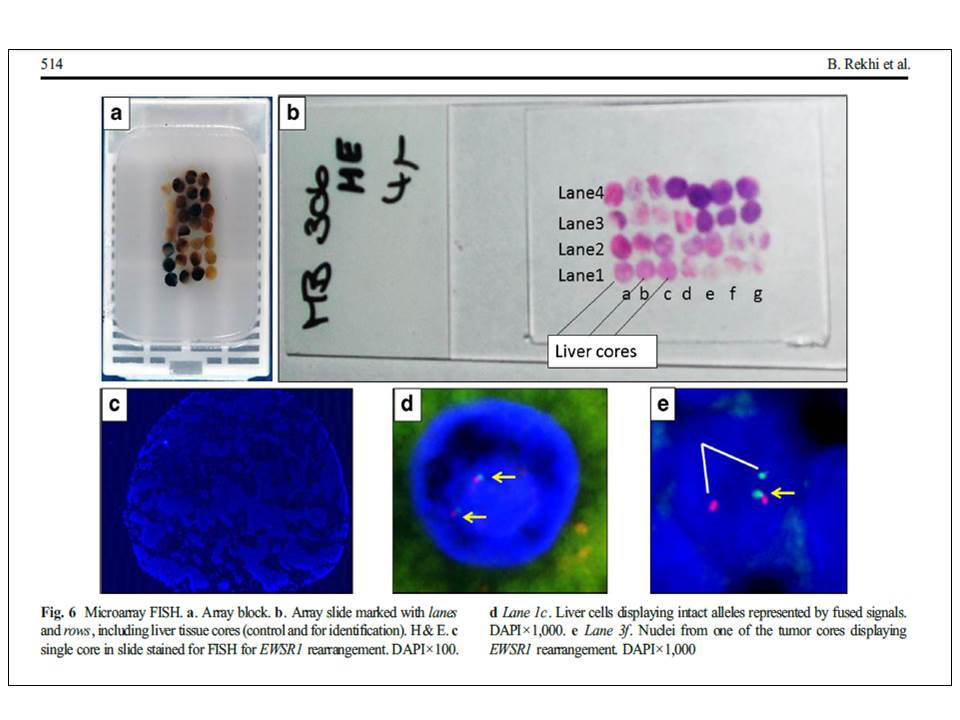 514
B. Rekhi et al.
a
b
MB 306
HE
Lane4
Lane3
Lane2
Lane1
a b c d e f g
Liver cores
c
d
e
Fig. 6 Microarray FISH. a. Array block. b. Array slide marked with lanes
and rows, including liver tissue cores (control and for identification). H & E. c
single core in slide stained for FISH for EWSR1 rearrangement. DAPI×100.
d Lane 1c. Liver cells displaying intact alleles represented by fused signals.
DAPI×1,000. e Lane 3f. Nuclei from one of the tumor cores displaying
EWSR1 rearrangement. DAPI×1,000